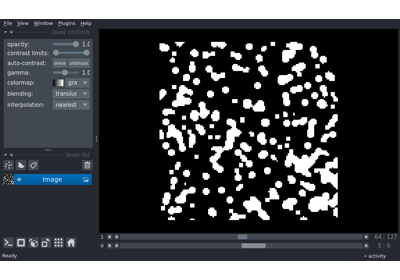 File View Window Plugins Help
layer controls
opacity: 1.0
contrast limits:
auto-contrast: once
gamma: 1.0
colormap: gra
blending: transluc
interpolation: nearest
layer list
Image
1 64 127
0 5 9
Ready activity